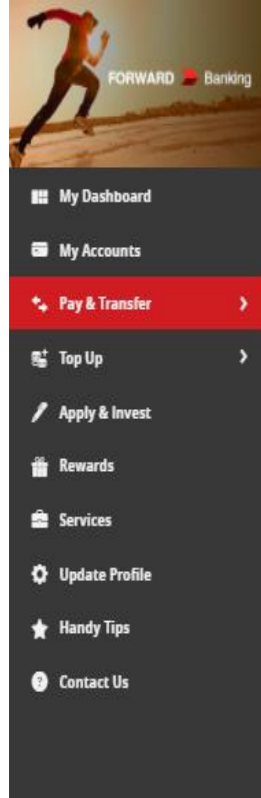 FORWARD Banking
My Dashboard
My Accounts
Pay & Transfer
Top Up
Apply & Invest
Rewards
Services
Update Profile
Handy Tips
Contact Us